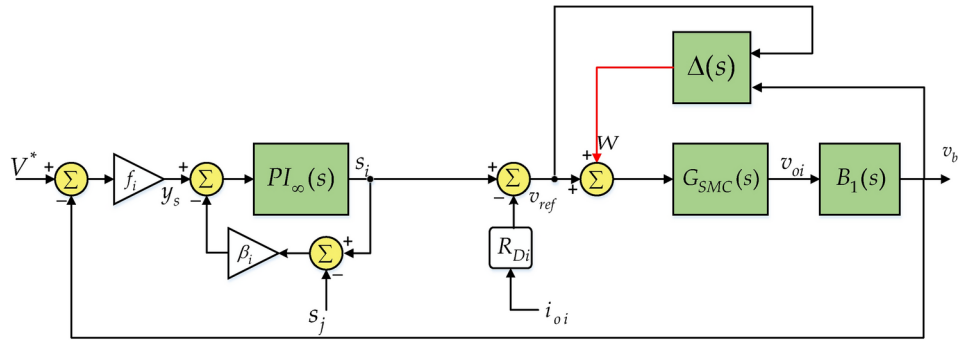 Δ(s)
W
V*
+
Σ
−
f_i
y_s
+
Σ
−
PI_∞(s)
s_i
+
Σ
−
v_ref
+
+
Σ
G_SMC(s)
v_oi
B_1(s)
v_b
β_i
+
Σ
−
s_j
R_Di
i_oi